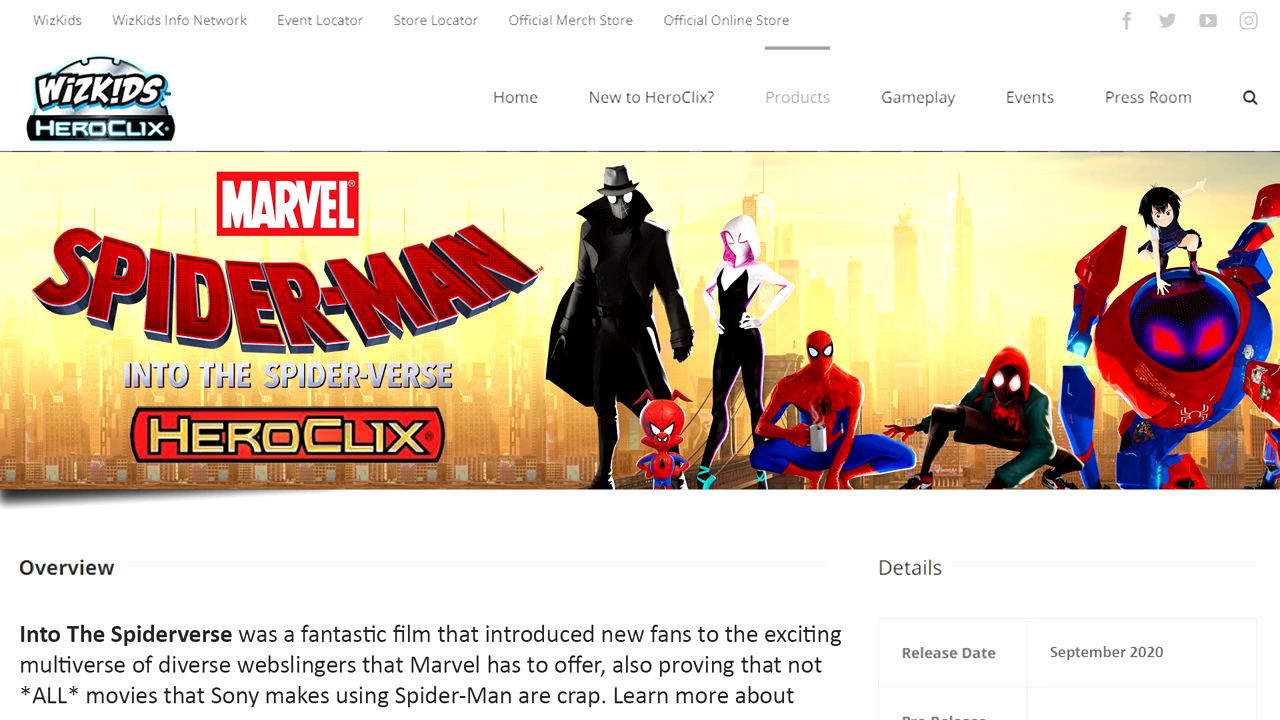 WizKids WizKids Info Network Event Locator Store Locator Official Merch Store Official Online Store
WIZKIDS
HEROCLIX
Home New to HeroClix? Products Gameplay Events Press Room
MARVEL
SPIDER-MAN
INTO THE SPIDER-VERSE
HEROCLIX
Overview
Details
Into The Spiderverse was a fantastic film that introduced new fans to the exciting
multiverse of diverse webslingers that Marvel has to offer, also proving that not
*ALL* movies that Sony makes using Spider-Man are crap. Learn more about
Release Date September 2020
Pre-Release